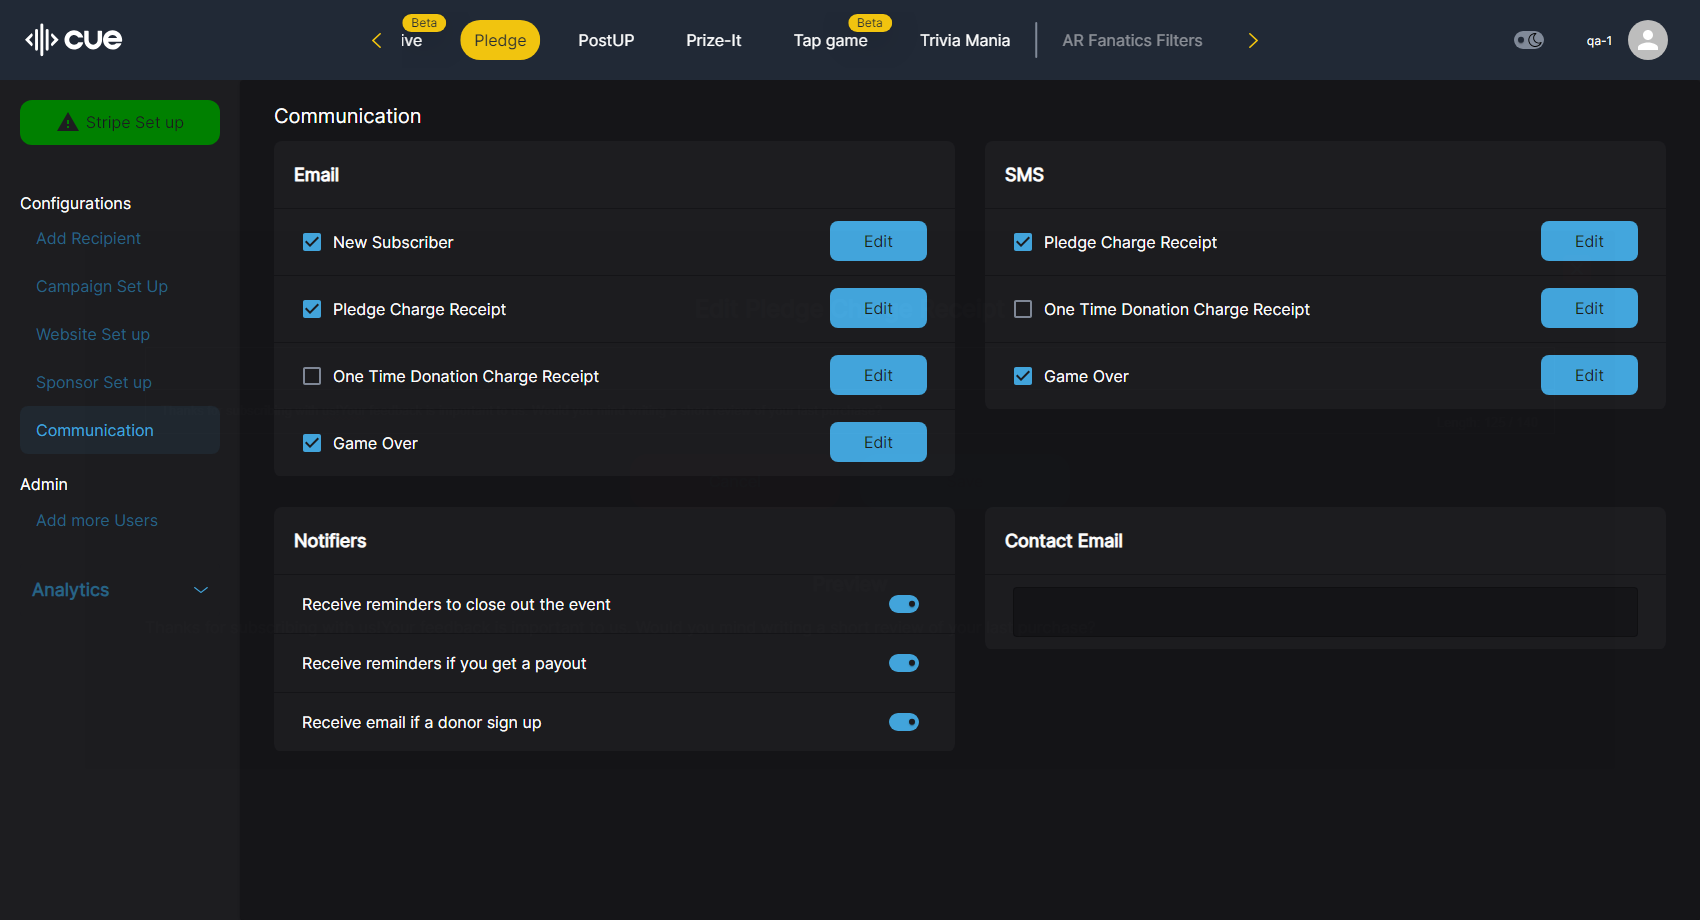 cue
Beta
ive
Pledge
PostUP
Prize-It
Beta
Tap game
Trivia Mania
AR Fanatics Filters
qa-1
Stripe Set up
Configurations
Add Recipient
Campaign Set Up
Website Set up
Sponsor Set up
Communication
Admin
Add more Users
Analytics
Communication
Email
New Subscriber
Edit
Pledge Charge Receipt
Edit
One Time Donation Charge Receipt
Edit
Game Over
Edit
SMS
Pledge Charge Receipt
Edit
One Time Donation Charge Receipt
Edit
Game Over
Edit
Notifiers
Receive reminders to close out the event
Receive reminders if you get a payout
Receive email if a donor sign up
Contact Email